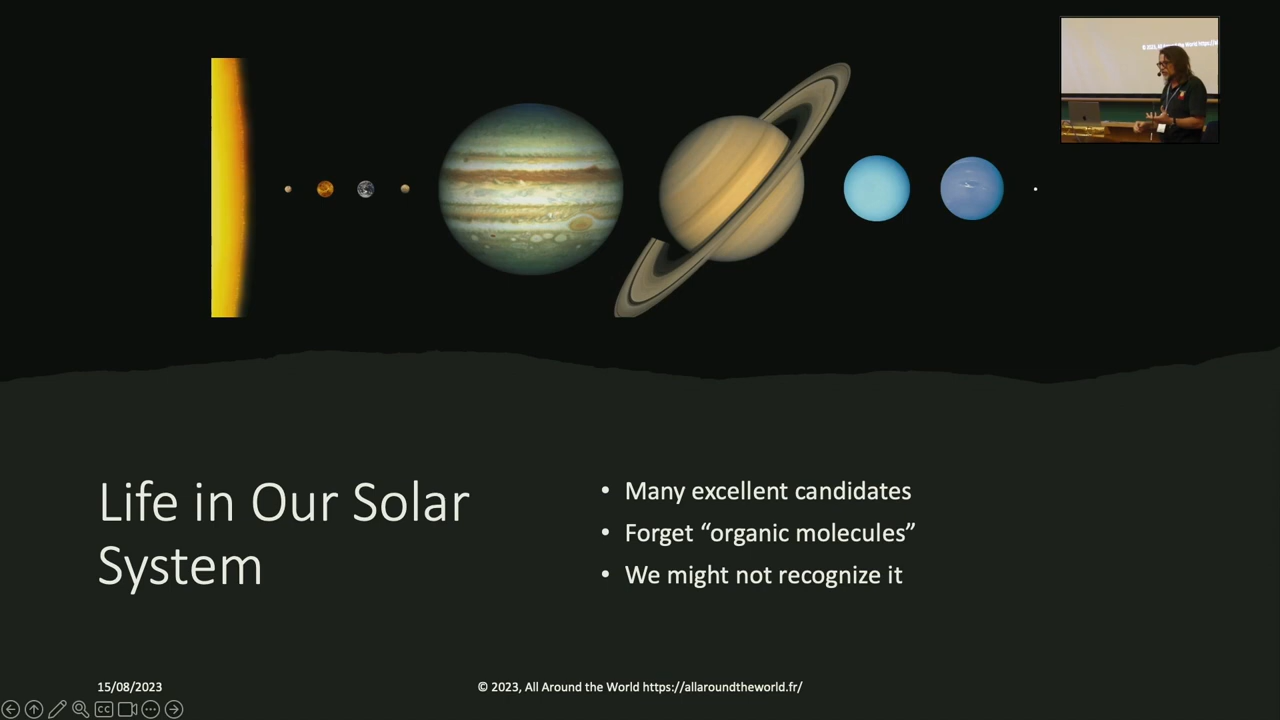 Life in Our Solar
System
• Many excellent candidates
• Forget “organic molecules”
• We might not recognize it
15/08/2023
© 2023, All Around the World https://allaroundtheworld.fr/
CC